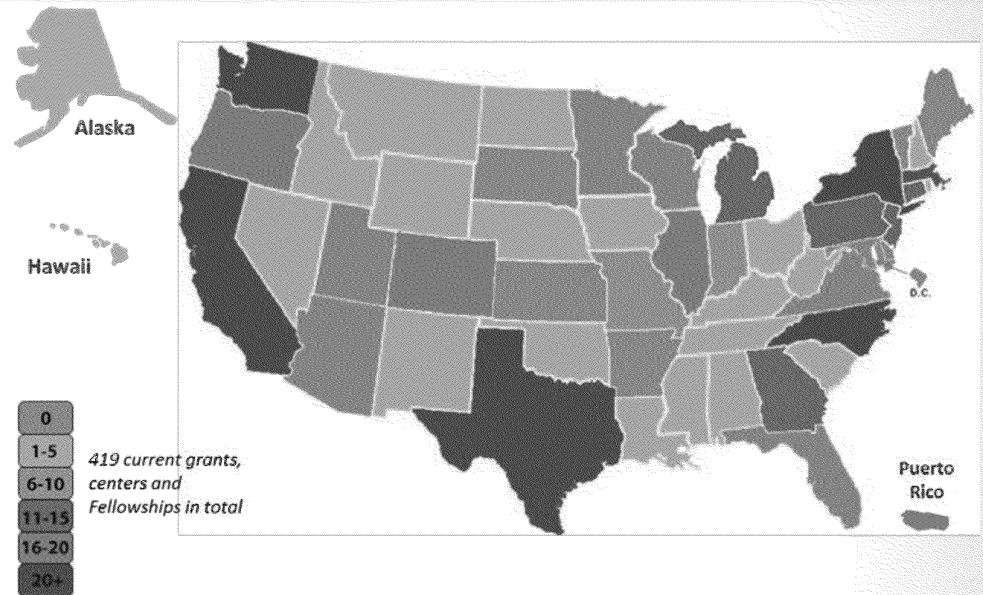 Alaska
Hawaii
D.C.
0
1-5
6-10
11-15
16-20
20+
419 current grants,
centers and
Fellowships in total
Puerto
Rico